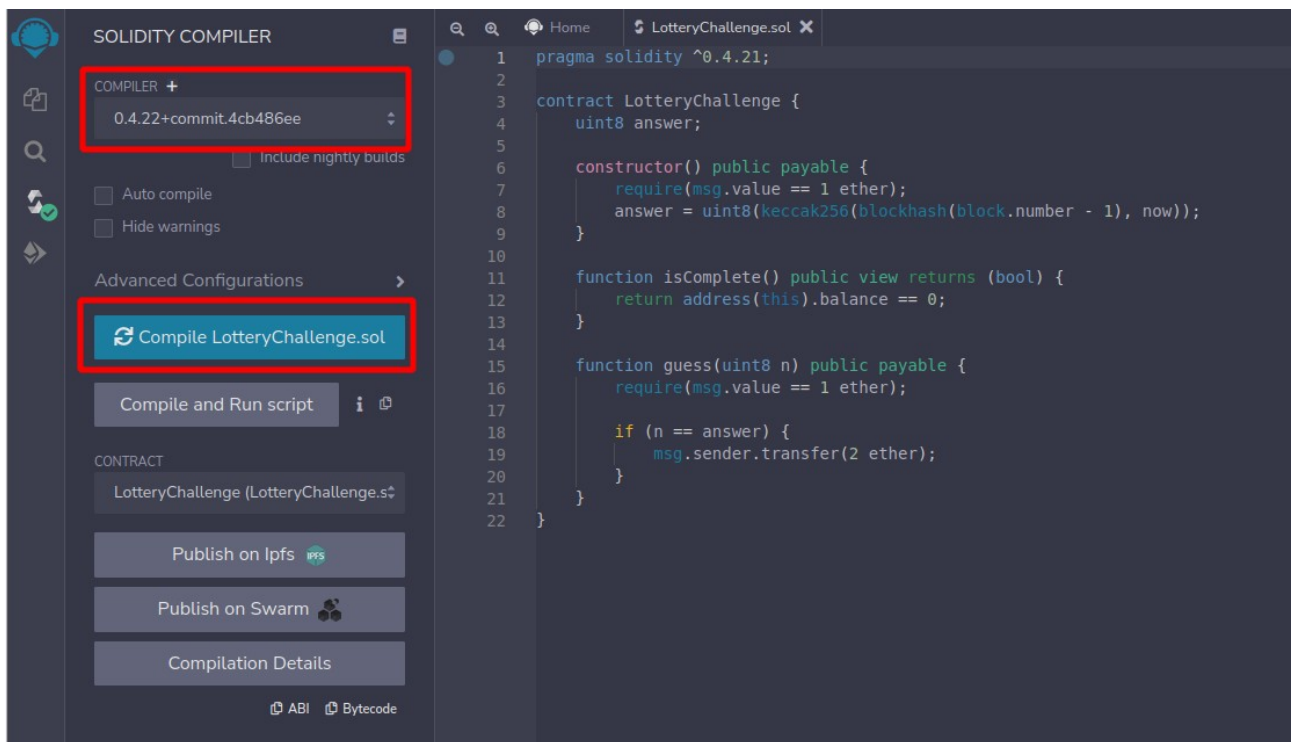 SOLIDITY COMPILER
COMPILER +
0.4.22+commit.4cb486ee
Include nightly builds
Auto compile
Hide warnings
Advanced Configurations
Compile LotteryChallenge.sol
Compile and Run script
i
CONTRACT
LotteryChallenge (LotteryChallenge.s
Publish on Ipfs
IPFS
Publish on Swarm
Compilation Details
ABI Bytecode
Home LotteryChallenge.sol
1 pragma solidity ^0.4.21;
2
3 contract LotteryChallenge {
4 uint8 answer;
5
6 constructor() public payable {
7 require(msg.value == 1 ether);
8 answer = uint8(keccak256(blockhash(block.number - 1), now));
9 }
10
11 function isComplete() public view returns (bool) {
12 return address(this).balance == 0;
13 }
14
15 function guess(uint8 n) public payable {
16 require(msg.value == 1 ether);
17
18 if (n == answer) {
19 msg.sender.transfer(2 ether);
20 }
21 }
22 }